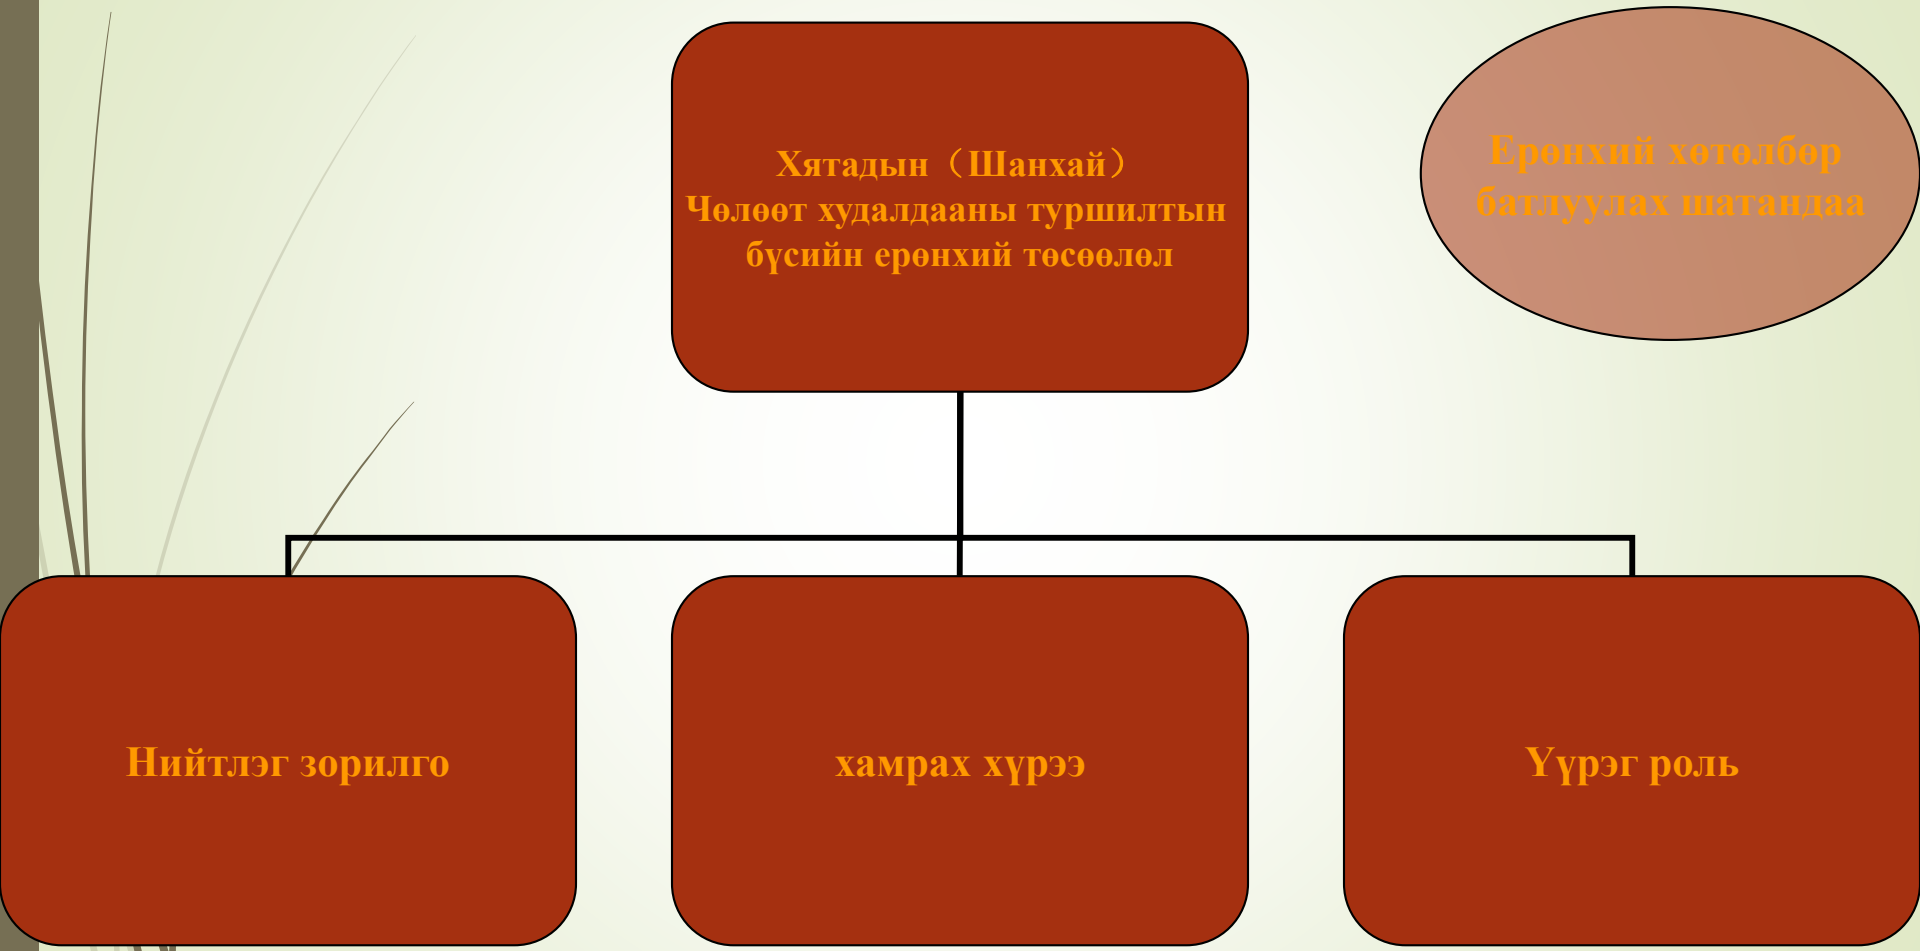 Хятадын（Шанхай）
Чөлөөт худалдааны туршилтын
бүсийн ерөнхий төсөөлөл
Ерөнхий хөтөлбөр
батлуулах шатандаа
Нийтлэг зорилго
хамрах хүрээ
Үүрэг роль